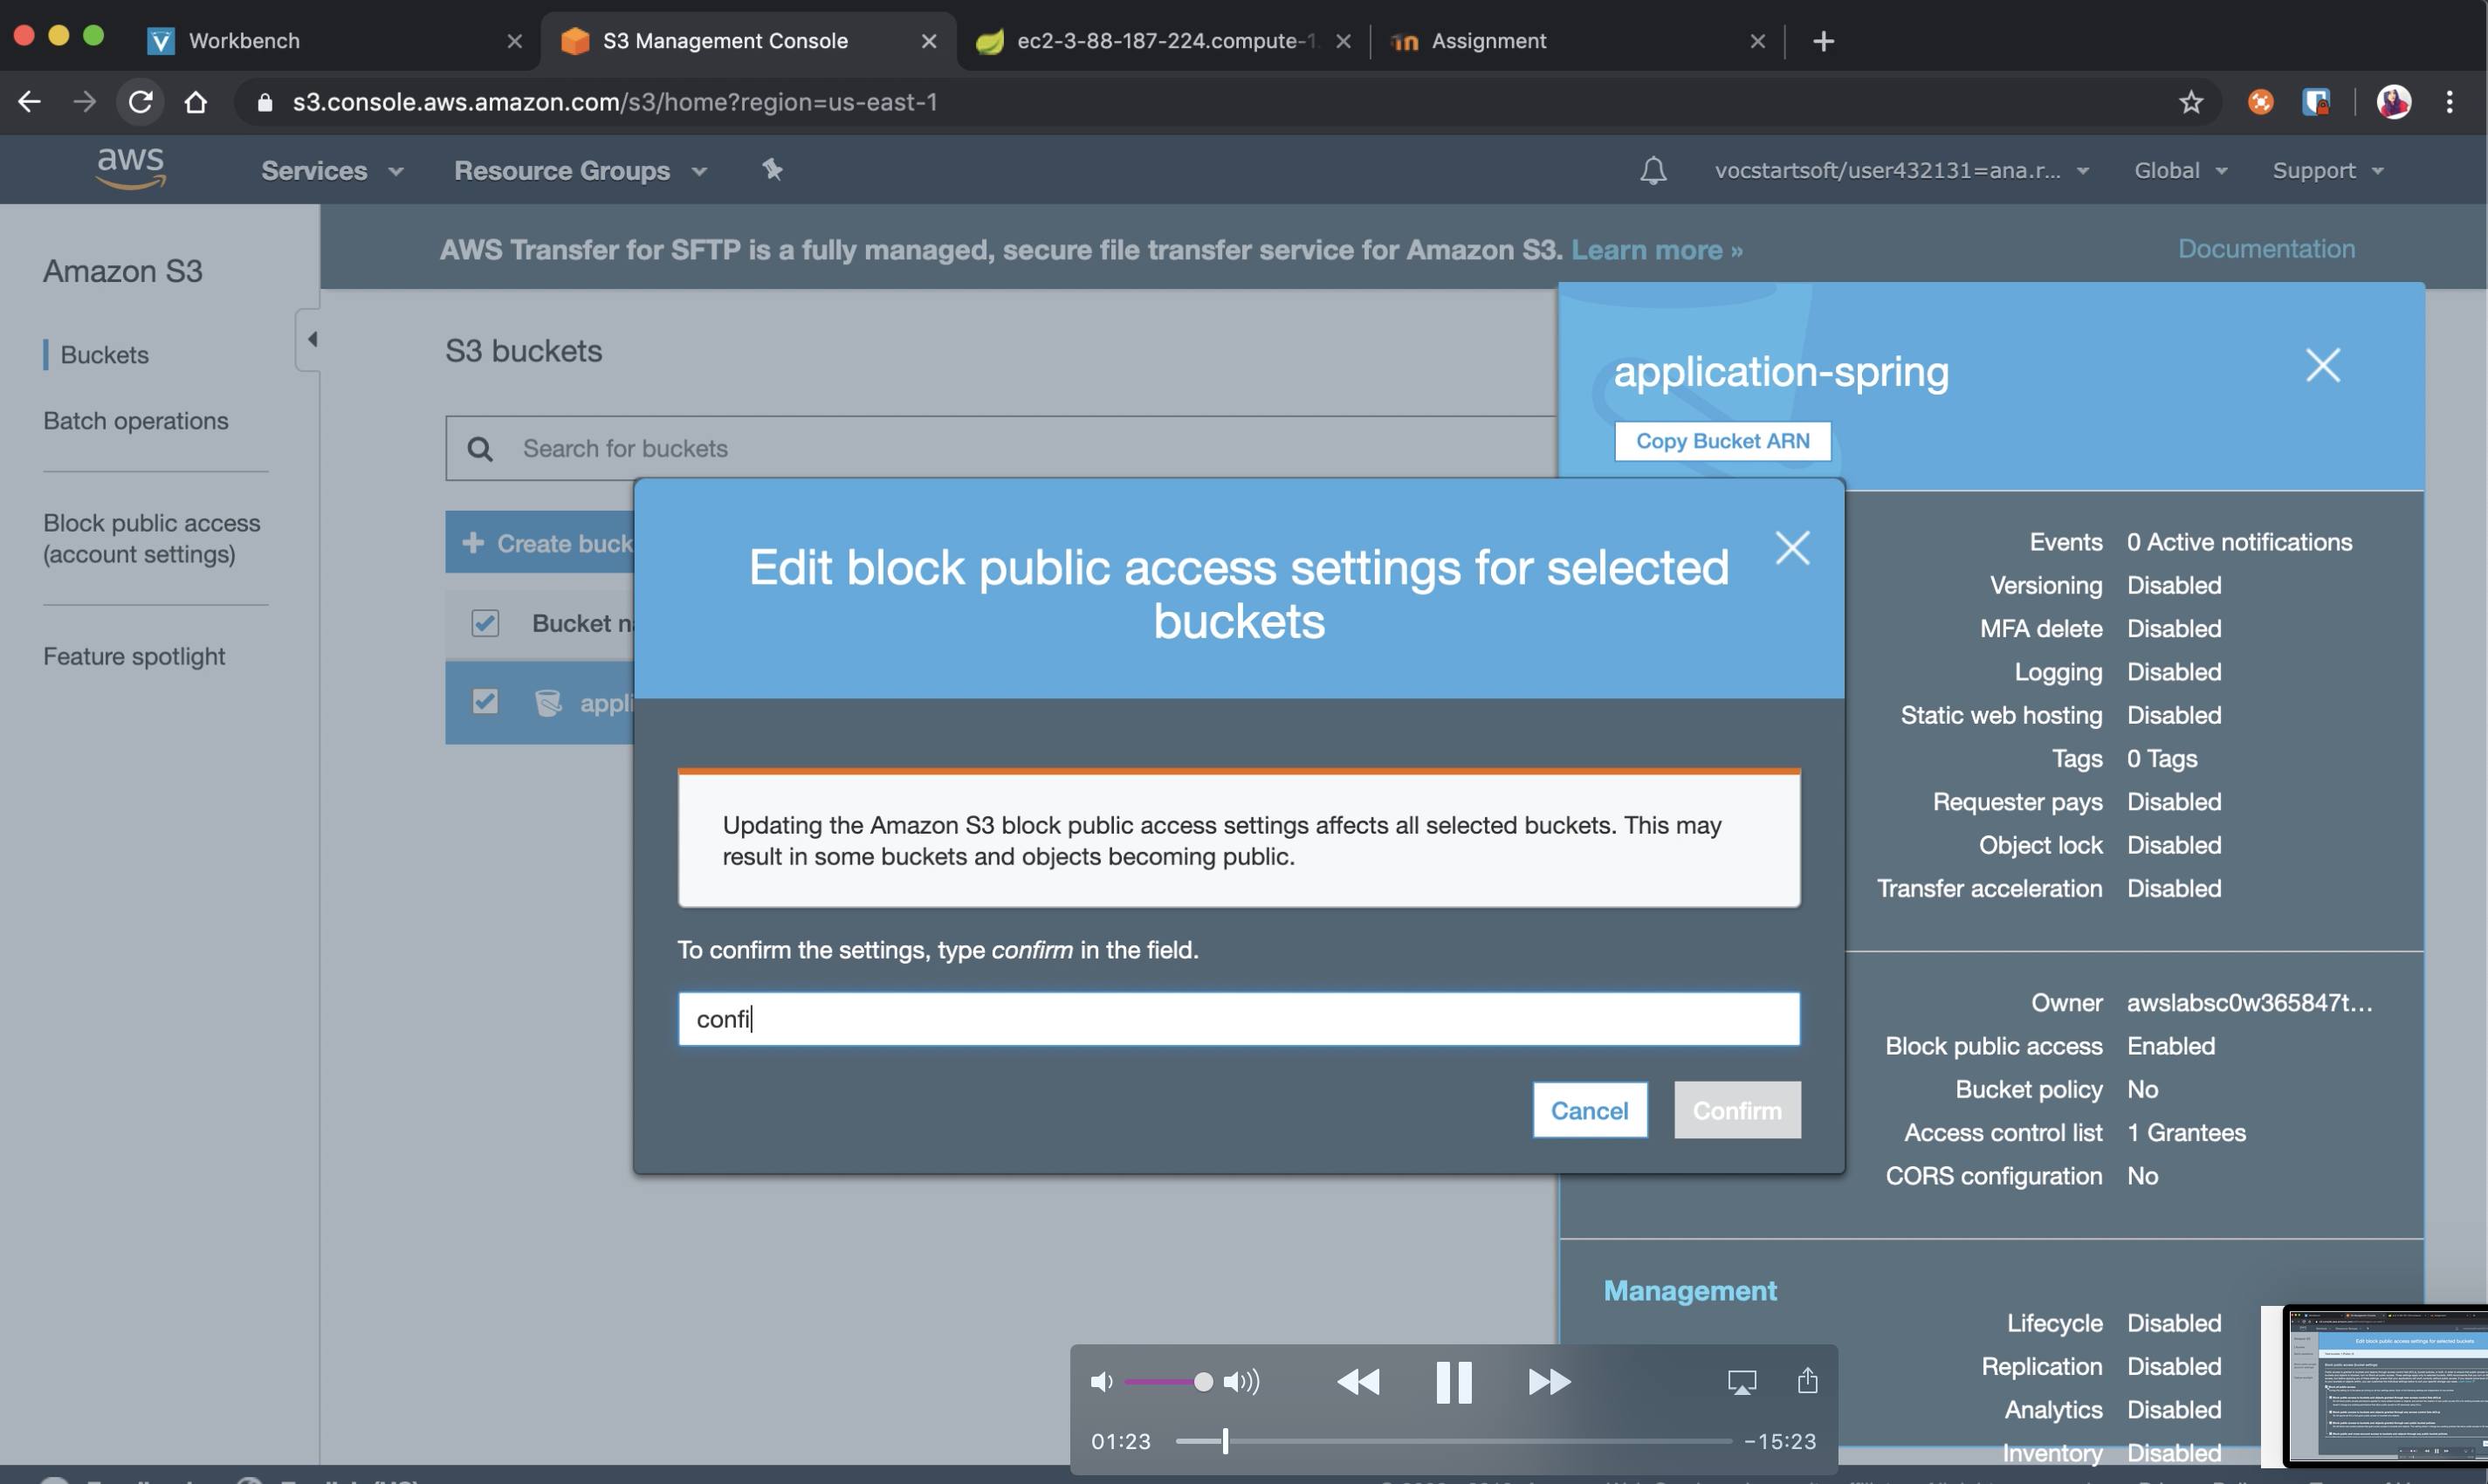 Workbench
S3 Management Console
ec2-3-88-187-224.compute-1.
Assignment
s3.console.aws.amazon.com/s3/home?region=us-east-1
aws
Services
Resource Groups
vocstartsoft/user432131=ana.r...
Global
Support
AWS Transfer for SFTP is a fully managed, secure file transfer service for Amazon S3. Learn more »
Documentation
Amazon S3
Buckets
Batch operations
Block public access
(account settings)
Feature spotlight
S3 buckets
Search for buckets
Create buck
Bucket n
appli
application-spring
Copy Bucket ARN
Edit block public access settings for selected
buckets
Updating the Amazon S3 block public access settings affects all selected buckets. This may
result in some buckets and objects becoming public.
To confirm the settings, type confirm in the field.
confi
Cancel
Confirm
Events 0 Active notifications
Versioning Disabled
MFA delete Disabled
Logging Disabled
Static web hosting Disabled
Tags 0 Tags
Requester pays Disabled
Object lock Disabled
Transfer acceleration Disabled
Owner awslabsc0w365847t...
Block public access Enabled
Bucket policy No
Access control list 1 Grantees
CORS configuration No
Management
Lifecycle Disabled
Replication Disabled
Analytics Disabled
Inventory Disabled
01:23
-15:23